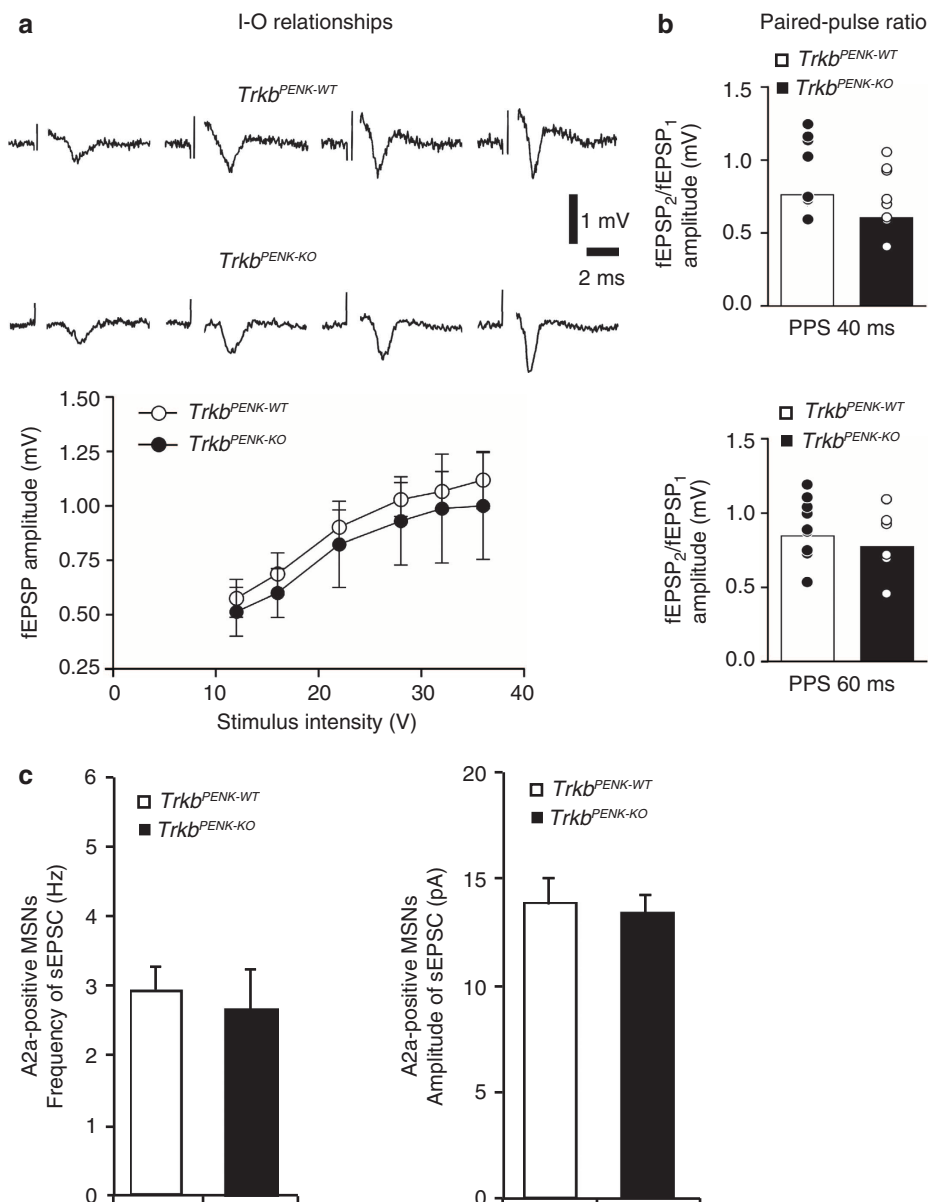 a
I-O relationships
Trkb^PENK-WT
1 mV
2 ms
Trkb^PENK-KO
1.50
1.25
1.00
0.75
0.50
0.25
fEPSP amplitude (mV)
Trkb^PENK-WT
Trkb^PENK-KO
0
10
20
30
40
Stimulus intensity (V)
b
Paired-pulse ratio
Trkb^PENK-WT
Trkb^PENK-KO
1.5
1.0
0.5
0.0
fEPSP₂/fEPSP₁
amplitude (mV)
PPS 40 ms
Trkb^PENK-WT
Trkb^PENK-KO
1.5
1.0
0.5
0.0
fEPSP₂/fEPSP₁
amplitude (mV)
PPS 60 ms
c
6
5
4
3
2
1
0
A2a-positive MSNs
Frequency of sEPSC (Hz)
Trkb^PENK-WT
Trkb^PENK-KO
20
15
10
5
0
A2a-positive MSNs
Amplitude of sEPSC (pA)
Trkb^PENK-WT
Trkb^PENK-KO